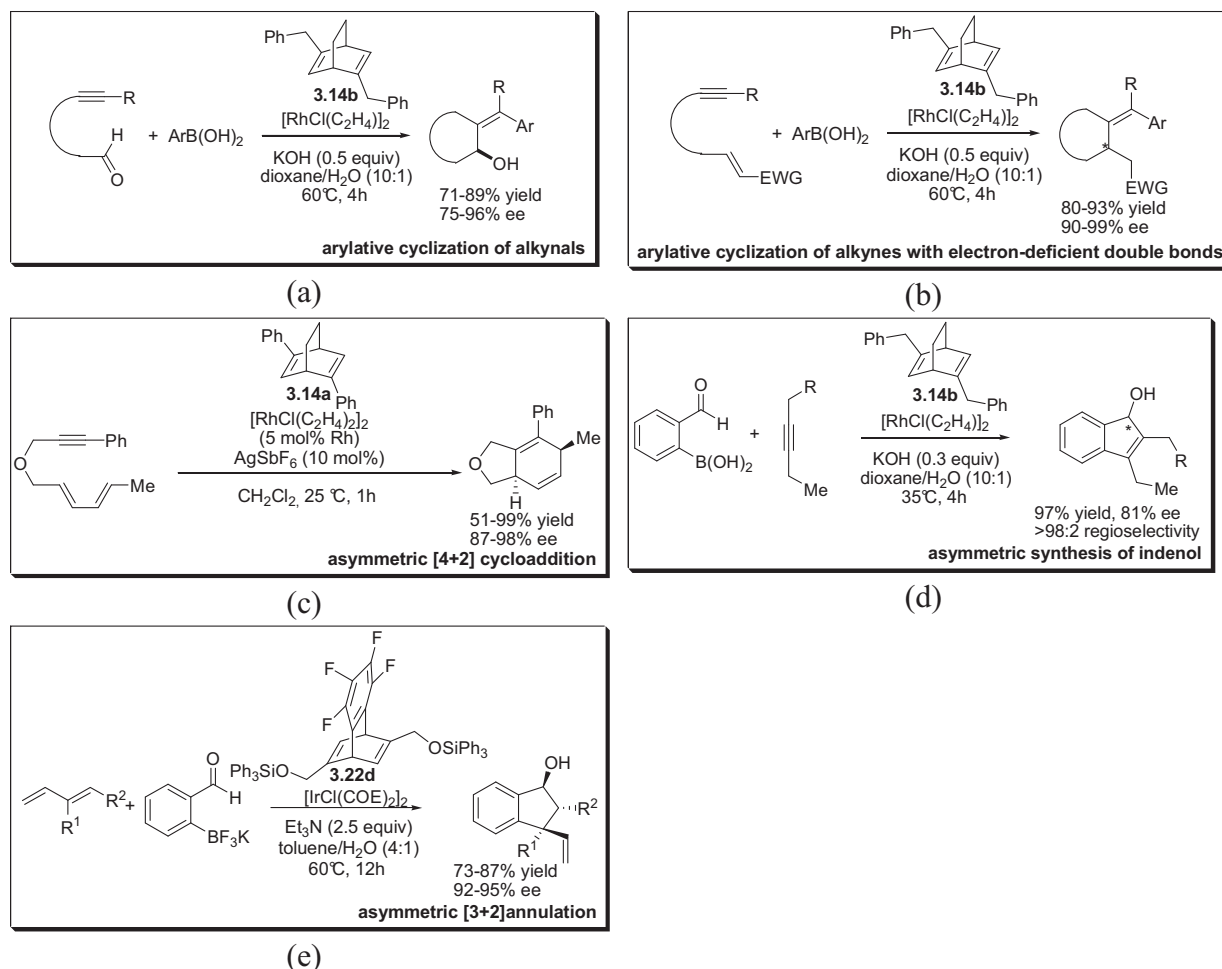 Ph
3.14b
Ph
R
H
O
+ ArB(OH)2
[RhCl(C2H4)]2
KOH (0.5 equiv)
dioxane/H2O (10:1)
60°C, 4h
R
Ar
OH
71-89% yield
75-96% ee
arylative cyclization of alkynals
(a)
Ph
3.14b
Ph
R
EWG
+ ArB(OH)2
[RhCl(C2H4)]2
KOH (0.5 equiv)
dioxane/H2O (10:1)
60°C, 4h
R
Ar
*
EWG
80-93% yield
90-99% ee
arylative cyclization of alkynes with electron-deficient double bonds
(b)
Ph
3.14a
Ph
[RhCl(C2H4)2]2
(5 mol% Rh)
AgSbF6 (10 mol%)
CH2Cl2, 25 °C, 1h
Ph
O
Me
Ph
Me
O
H
51-99% yield
87-98% ee
asymmetric [4+2] cycloaddition
(c)
Ph
3.14b
Ph
O
H
B(OH)2
+
R
Me
[RhCl(C2H4)]2
KOH (0.3 equiv)
dioxane/H2O (10:1)
35°C, 4h
OH
*
R
Me
97% yield, 81% ee
>98:2 regioselectivity
asymmetric synthesis of indenol
(d)
F
F
F
F
Ph3SiO
OSiPh3
3.22d
R2
R1
+
O
H
BF3K
[IrCl(COE)2]2
Et3N (2.5 equiv)
toluene/H2O (4:1)
60°C, 12h
OH
R2
R1
73-87% yield
92-95% ee
asymmetric [3+2]annulation
(e)